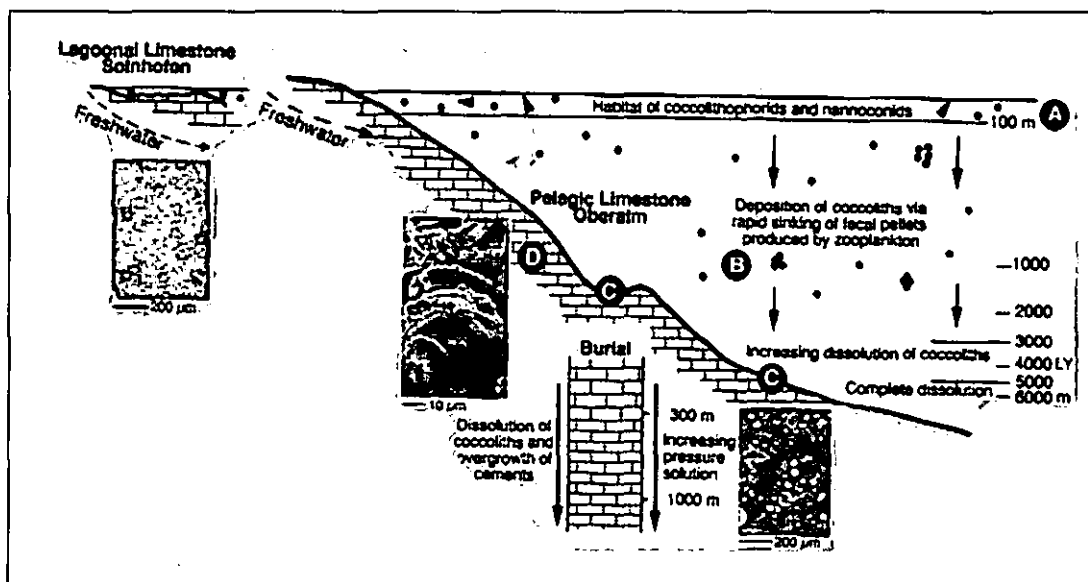 Lagoonal Limestone
Solnhofen
Freshwater
Freshwater
Habitat of coccolithophorids and nannoconids
100 m
A
Pelagic Limestone
Oberalm
Deposition of coccoliths via
rapid sinking of fecal pellets
produced by zooplankton
D
B
C
1000
2000
3000
200 µm
Burial
Increasing dissolution of coccoliths
4000 LY
C
Complete dissolution
5000
6000 m
10 µm
Dissolution of
coccoliths and
overgrowth of
cements
300 m
Increasing
pressure
solution
1000 m
200 µm